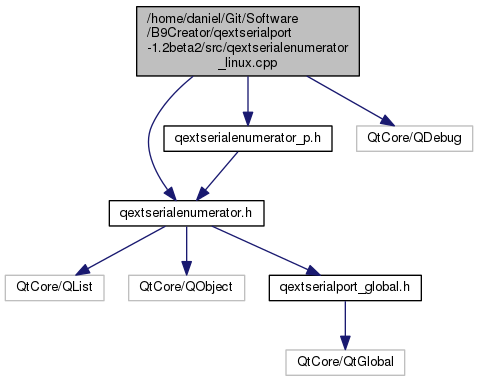 /home/daniel/Git/Software
/B9Creator/qextserialport
-1.2beta2/src/qextserialenumerator
_linux.cpp
qextserialenumerator_p.h
QtCore/QDebug
qextserialenumerator.h
QtCore/QList
QtCore/QObject
qextserialport_global.h
QtCore/QtGlobal